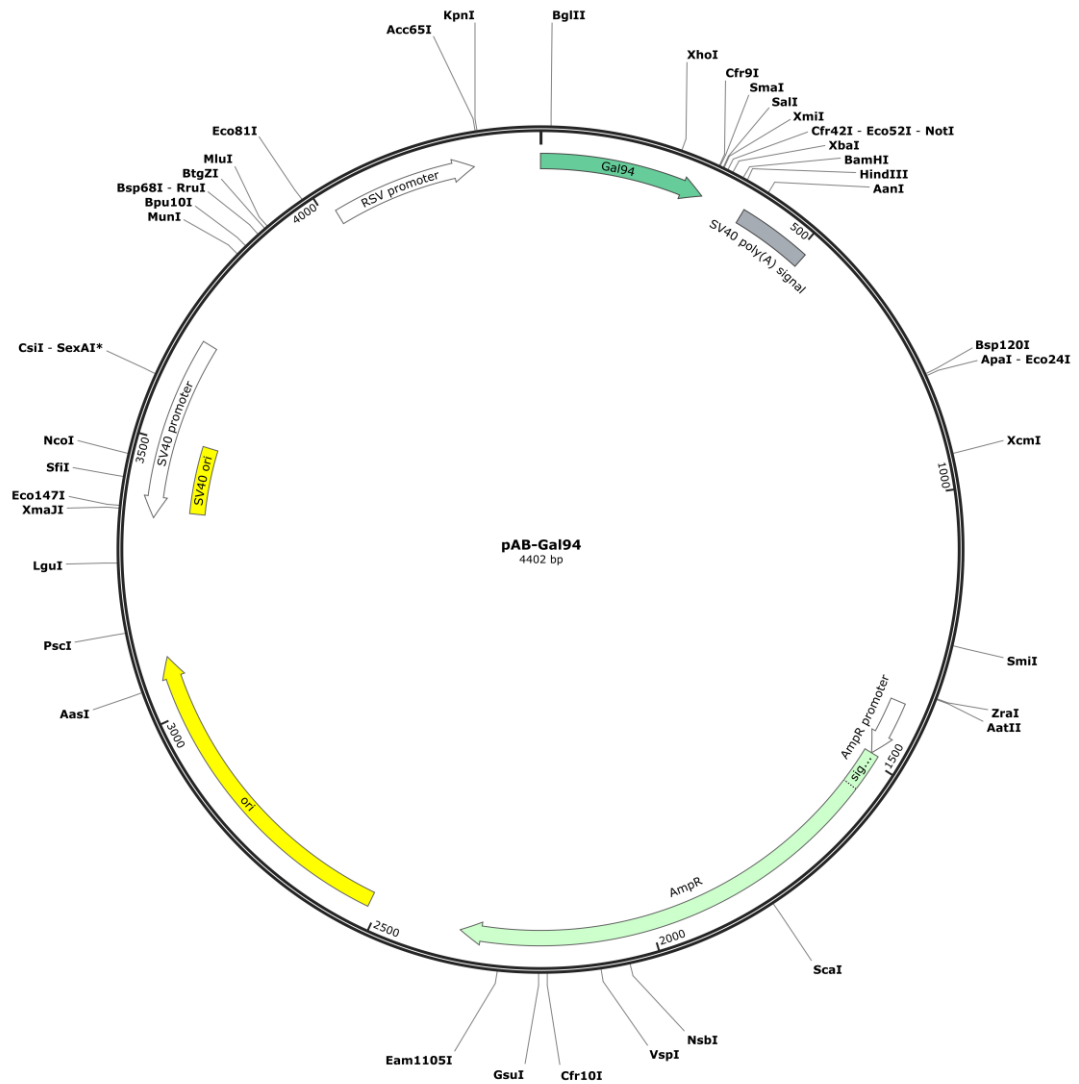 KpnI
BglII
Acc65I
XhoI
Cfr9I
SmaI
SalI
XmiI
Cfr42I - Eco52I - NotI
XbaI
BamHI
HindIII
AanI
Eco81I
MluI
BtgZI
Bsp68I - RruI
Bpu10I
MunI
4000
RSV promoter
Gal94
500
SV40 poly(A) signal
CsiI - SexAI*
Bsp120I
ApaI - Eco24I
NcoI
SfiI
Eco147I
XmaJI
3500
SV40 promoter
SV40 ori
XcmI
1000
pAB-Gal94
4402 bp
LguI
PscI
AasI
SmiI
ZraI
AatII
AmpR promoter
sig...
1500
3000
ori
AmpR
2500
2000
ScaI
NsbI
VspI
Cfr10I
GsuI
Eam1105I